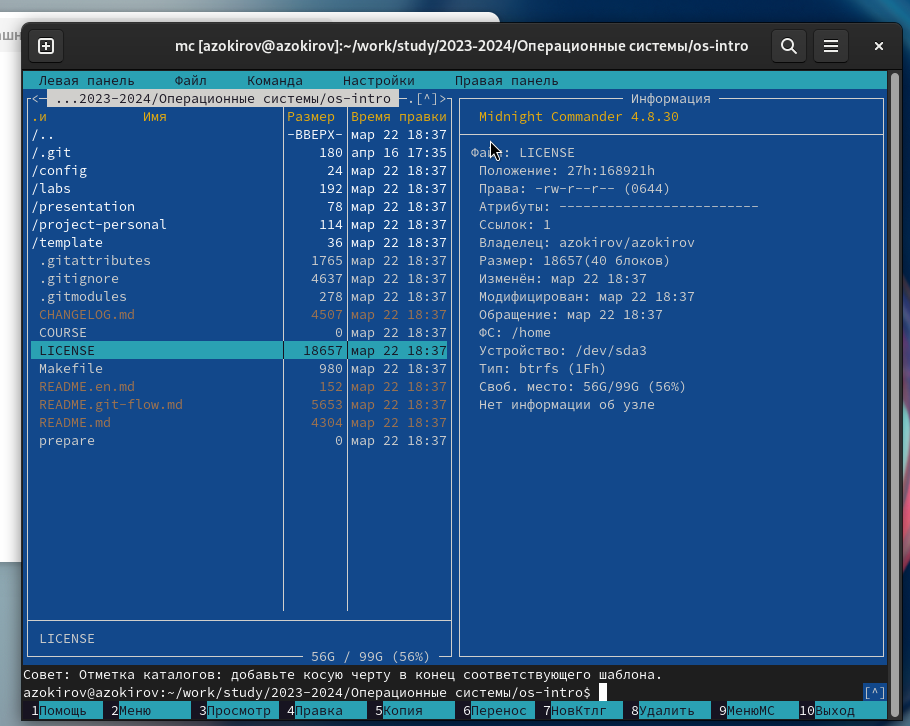 ашн
mc [azokirov@azokirov]:~/work/study/2023-2024/Операционные системы/os-intro
Левая панель Файл Команда Настройки Правая панель
<─ ...2023-2024/Операционные системы/os-intro ─.[^]>
.и Имя Размер Время правки
/.. -ВВЕРХ- мар 22 18:37
/.git 180 апр 16 17:35
/config 24 мар 22 18:37
/labs 192 мар 22 18:37
/presentation 78 мар 22 18:37
/project-personal 114 мар 22 18:37
/template 36 мар 22 18:37
.gitattributes 1765 мар 22 18:37
.gitignore 4637 мар 22 18:37
.gitmodules 278 мар 22 18:37
CHANGELOG.md 4507 мар 22 18:37
COURSE 0 мар 22 18:37
LICENSE 18657 мар 22 18:37
Makefile 980 мар 22 18:37
README.en.md 152 мар 22 18:37
README.git-flow.md 5653 мар 22 18:37
README.md 4304 мар 22 18:37
prepare 0 мар 22 18:37
LICENSE
56G / 99G (56%)
Информация
Midnight Commander 4.8.30
Файл: LICENSE
Положение: 27h:168921h
Права: -rw-r--r-- (0644)
Атрибуты: -------------------------
Ссылок: 1
Владелец: azokirov/azokirov
Размер: 18657(40 блоков)
Изменён: мар 22 18:37
Модифицирован: мар 22 18:37
Обращение: мар 22 18:37
ФС: /home
Устройство: /dev/sda3
Тип: btrfs (1Fh)
Своб. место: 56G/99G (56%)
Нет информации об узле
Совет: Отметка каталогов: добавьте косую черту в конец соответствующего шаблона.
azokirov@azokirov:~/work/study/2023-2024/Операционные системы/os-intro$ [^]
1Помощь 2Меню 3Просмотр 4Правка 5Копия 6Перенос 7НовКтлг 8Удалить 9МенюMC 10Выход